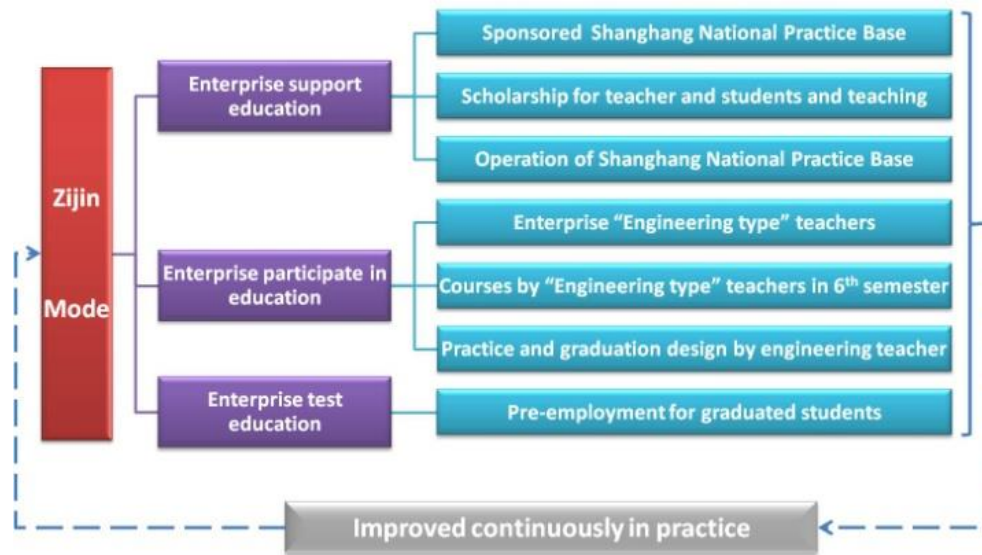 Zijin
Mode
Enterprise support
education
Sponsored Shanghang National Practice Base
Scholarship for teacher and students and teaching
Operation of Shanghang National Practice Base
Enterprise participate in
education
Enterprise “Engineering type” teachers
Courses by “Engineering type” teachers in 6th semester
Practice and graduation design by engineering teacher
Enterprise test
education
Pre-employment for graduated students
Improved continuously in practice